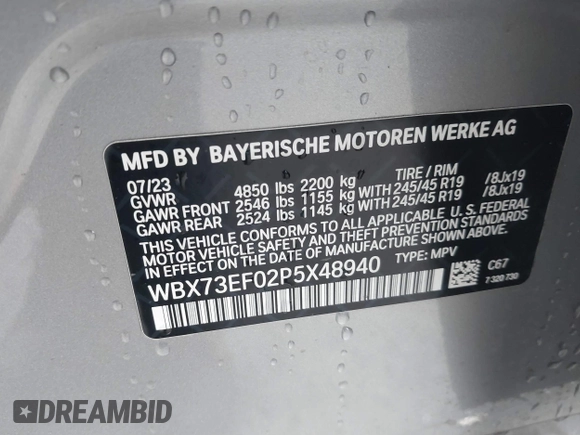 MFD BY BAYERISCHE MOTOREN WERKE AG
07/23 TIRE / RIM
GVWR 4850 lbs 2200 kg
GAWR FRONT 2546 lbs 1155 kg WITH 245/45 R19 /8Jx19
GAWR REAR 2524 lbs 1145 kg WITH 245/45 R19 /8Jx19
THIS VEHICLE CONFORMS TO ALL APPLICABLE U. S. FEDERAL
MOTOR VEHICLE SAFETY AND THEFT PREVENTION STANDARDS
IN EFFECT ON THE DATE OF MANUFACTURE SHOWN ABOVE.
WBX73EF02P5X48940 TYPE: MPV
C67
7 320 730
DREAMBID